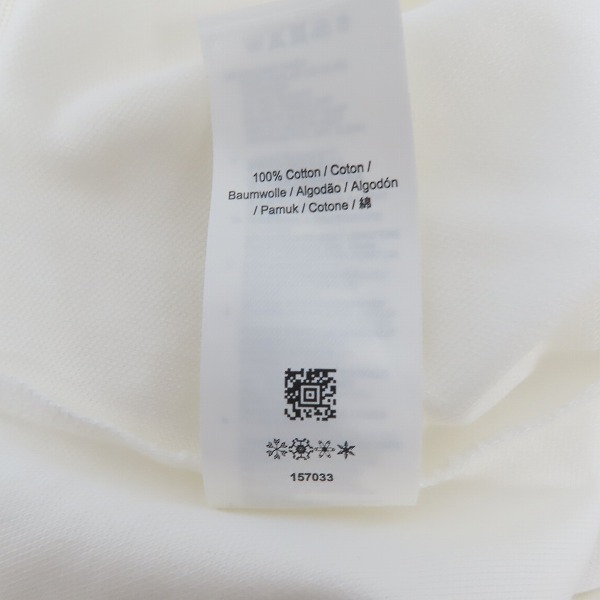 100% Cotton / Coton /
Baumwolle / Algodão / Algodón
/ Pamuk / Cotone / 綿
157033